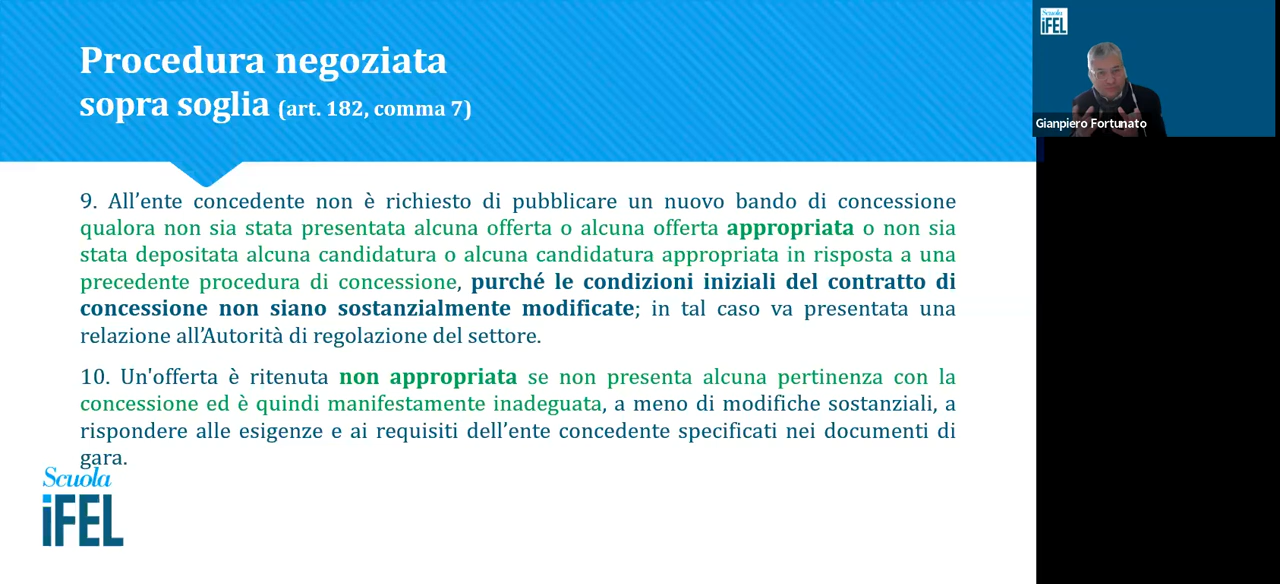 Procedura negoziata
sopra soglia (art. 182, comma 7)
9. All’ente concedente non è richiesto di pubblicare un nuovo bando di concessione
qualora non sia stata presentata alcuna offerta o alcuna offerta appropriata o non sia
stata depositata alcuna candidatura o alcuna candidatura appropriata in risposta a una
precedente procedura di concessione, purché le condizioni iniziali del contratto di
concessione non siano sostanzialmente modificate; in tal caso va presentata una
relazione all’Autorità di regolazione del settore.
10. Un'offerta è ritenuta non appropriata se non presenta alcuna pertinenza con la
concessione ed è quindi manifestamente inadeguata, a meno di modifiche sostanziali, a
rispondere alle esigenze e ai requisiti dell’ente concedente specificati nei documenti di
gara.
Scuola
iFEL
Scuola
iFEL
Gianpiero Fortunato